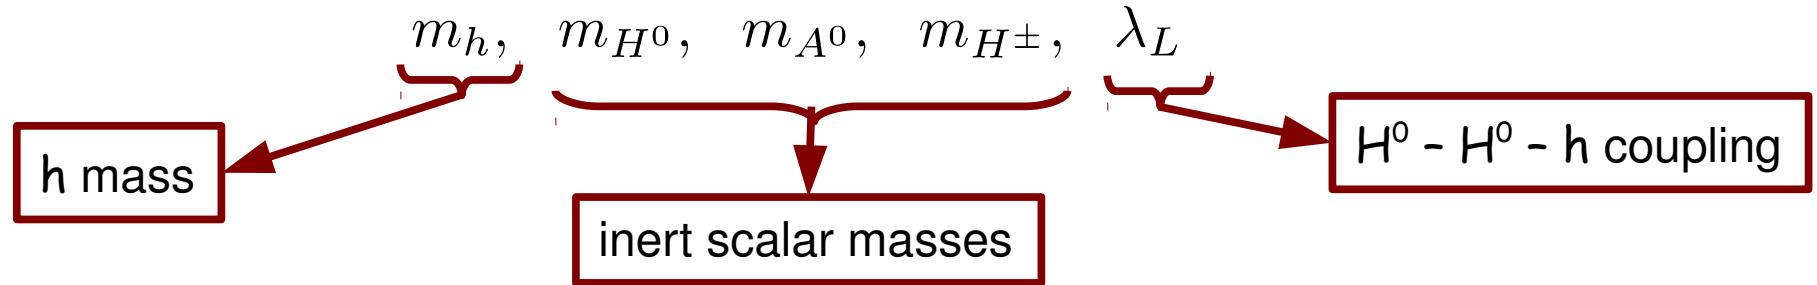 m_h, m_{H^0}, m_{A^0}, m_{H^±}, λ_L
h mass
inert scalar masses
H⁰ - H⁰ - h coupling